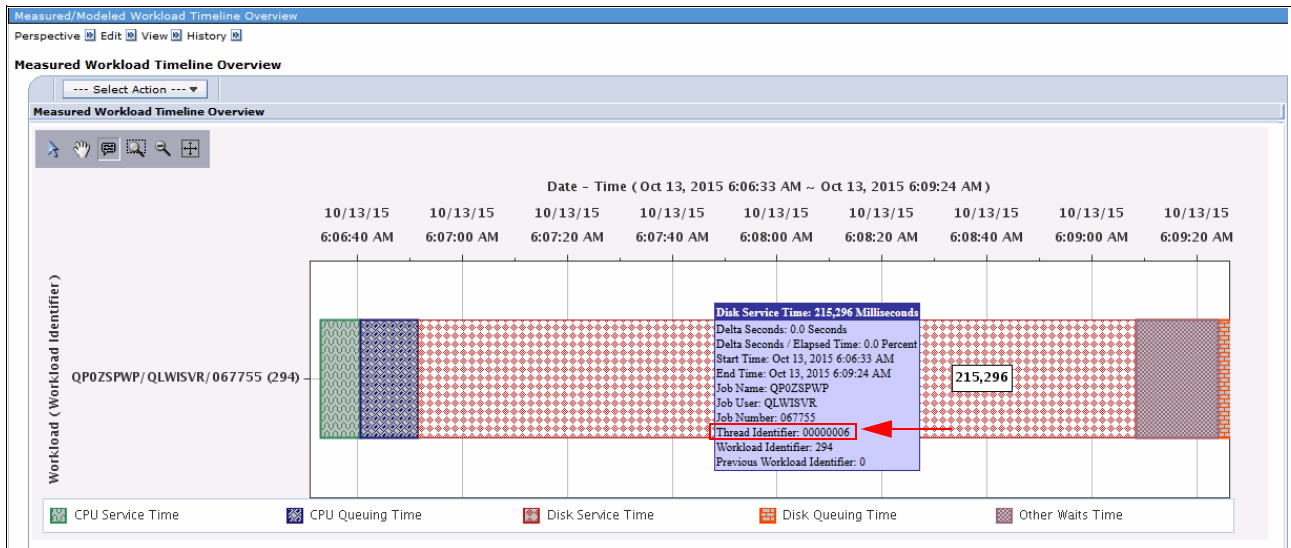 Measured/Modeled Workload Timeline Overview
Perspective Edit View History
Measured Workload Timeline Overview
--- Select Action ---
Measured Workload Timeline Overview
Date - Time ( Oct 13, 2015 6:06:33 AM ~ Oct 13, 2015 6:09:24 AM )
10/13/15 10/13/15 10/13/15 10/13/15 10/13/15 10/13/15 10/13/15 10/13/15 10/13/15
6:06:40 AM 6:07:00 AM 6:07:20 AM 6:07:40 AM 6:08:00 AM 6:08:20 AM 6:08:40 AM 6:09:00 AM 6:09:20 AM
Workload ( Workload Identifier )
QP0ZSPWP/QLWISVR/067755 (294)
Disk Service Time: 215,296 Milliseconds
Delta Seconds: 0.0 Seconds
Delta Seconds / Elapsed Time: 0.0 Percent
Start Time: Oct 13, 2015 6:06:33 AM
End Time: Oct 13, 2015 6:09:24 AM
Job Name: QP0ZSPWP
Job User: QLWISVR
Job Number: 067755
Thread Identifier: 00000006
Workload Identifier: 294
Previous Workload Identifier: 0
215,296
CPU Service Time
CPU Queuing Time
Disk Service Time
Disk Queuing Time
Other Waits Time